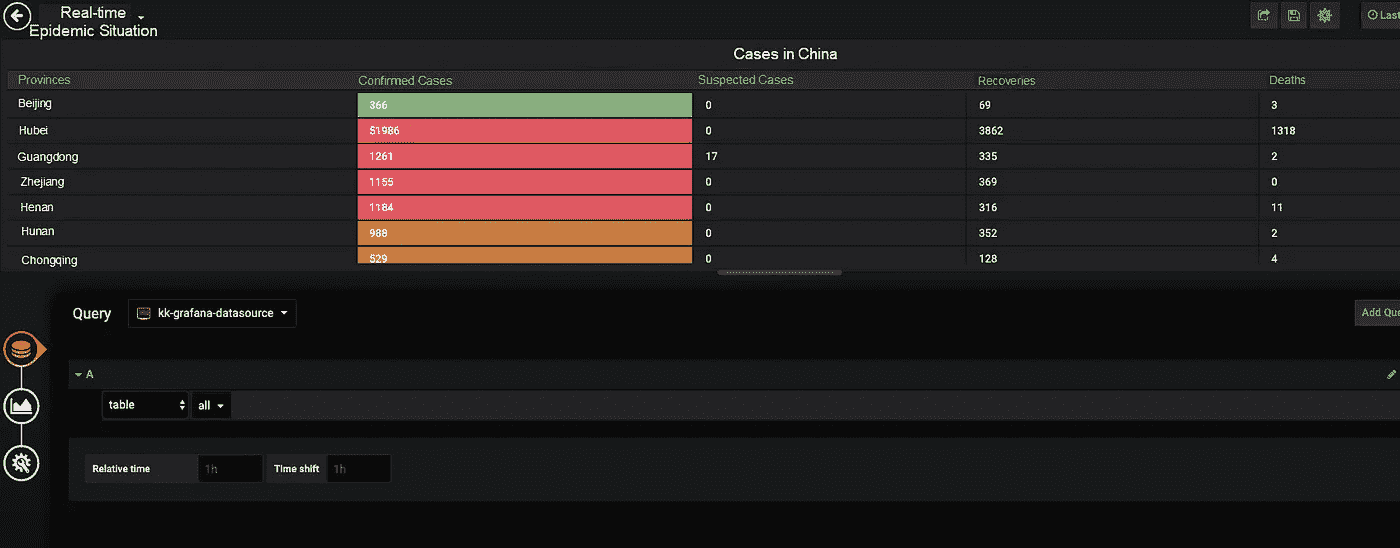 Real-time
Epidemic Situation
Last
Cases in China
Provinces Confirmed Cases Suspected Cases Recoveries Deaths
Beijing 366 0 69 3
Hubei 51986 0 3862 1318
Guangdong 1261 17 335 2
Zhejiang 1155 0 369 0
Henan 1184 0 316 11
Hunan 988 0 352 2
Chongqing 529 0 128 4
Query kk-grafana-datasource Add Que
A
table all
Relative time 1h Time shift 1h